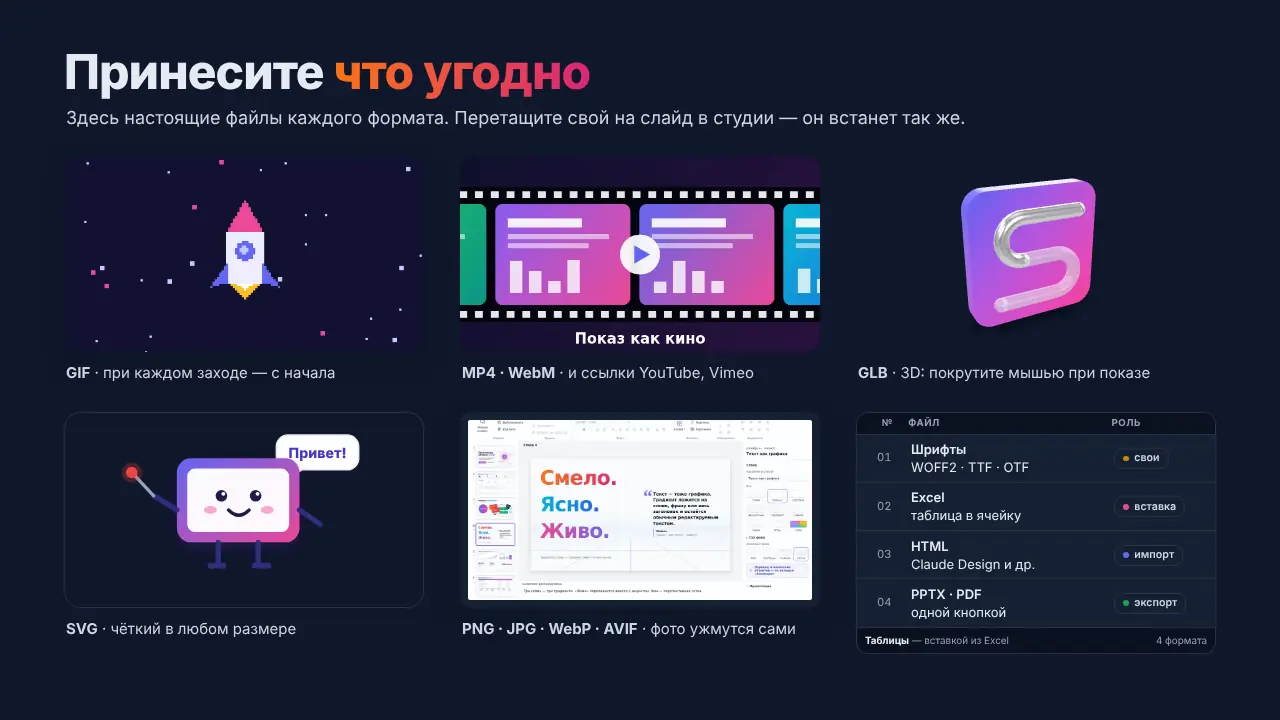 Принесите что угодно
Здесь настоящие файлы каждого формата. Перетащите свой на слайд в студии — он встанет так же.
Показ как кино
GIF · при каждом заходе — с начала
MP4 · WebM · и ссылки YouTube, Vimeo
GLB · 3D: покрутите мышью при показе
Привет!
SVG · чёткий в любом размере
Смело.
Ясно.
Живо.
Текст — тоже графика.
PNG · JPG · WebP · AVIF · фото ужмутся сами
№ ФАЙЛ РОЛЬ
01 Шрифты
WOFF2 · TTF · OTF
свои
02 Excel
таблица в ячейку
вставка
03 HTML
Claude Design и др.
импорт
04 PPTX · PDF
одной кнопкой
экспорт
Таблицы — вставкой из Excel 4 формата